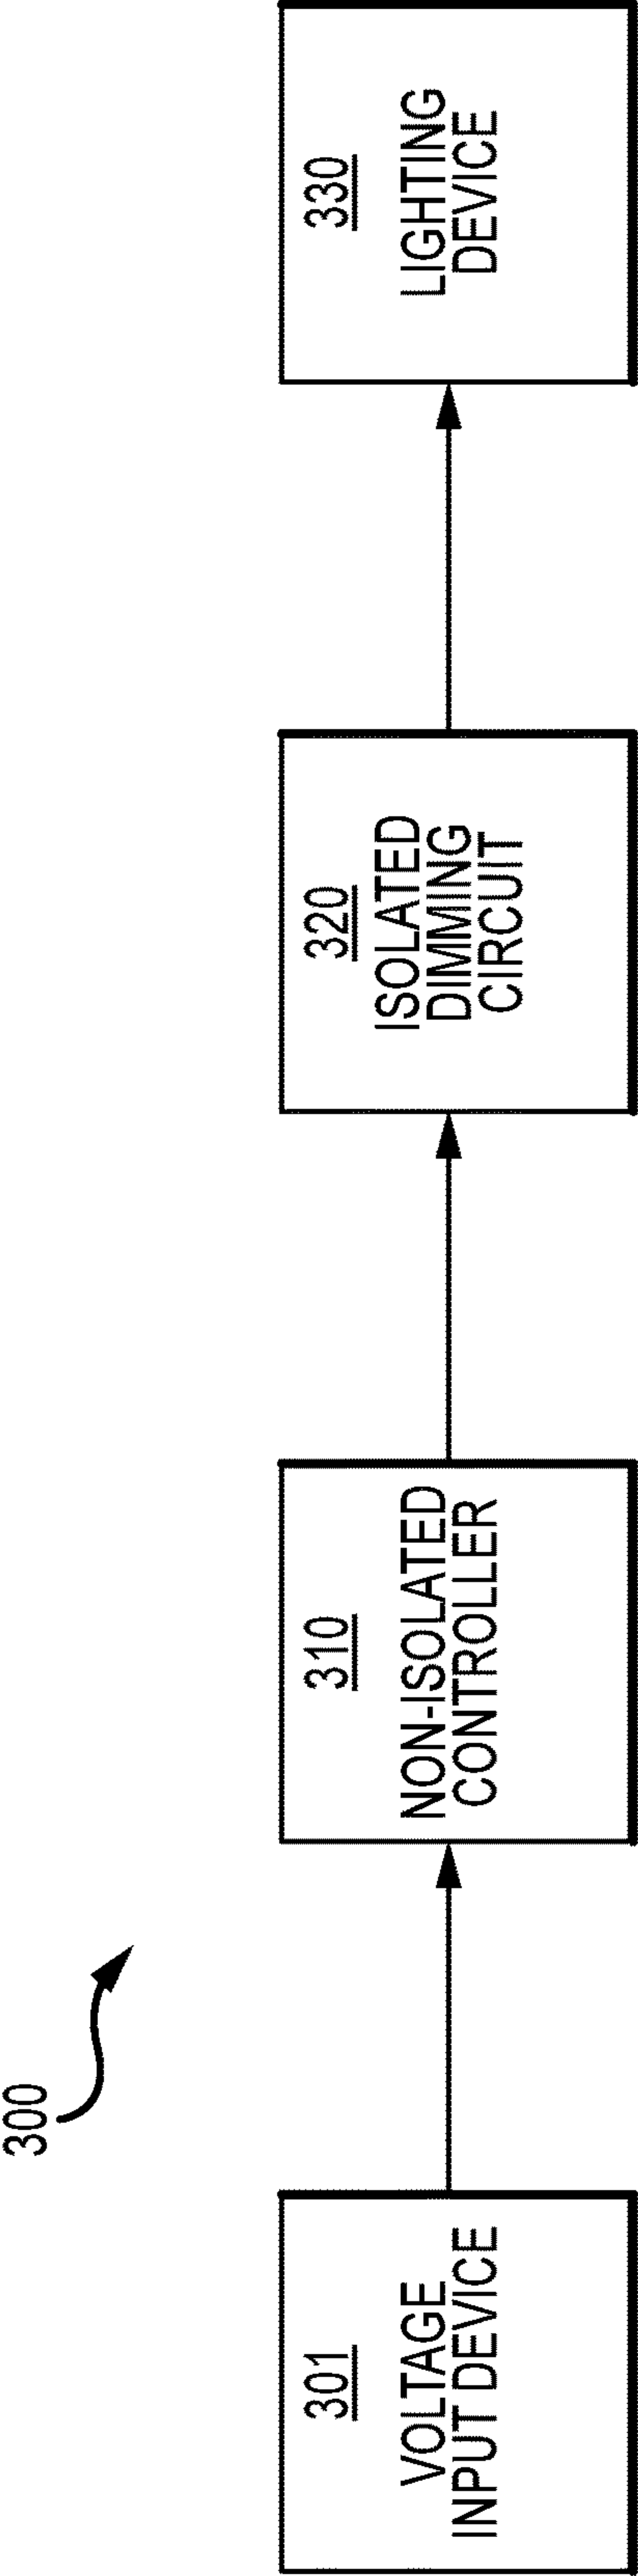 300
301
VOLTAGE
INPUT DEVICE
310
NON-ISOLATED
CONTROLLER
320
ISOLATED
DIMMING
CIRCUIT
330
LIGHTING
DEVICE